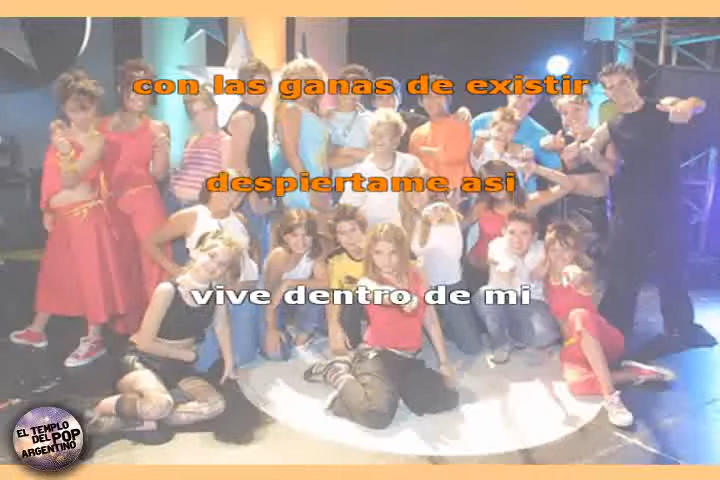 con las ganas de existir
despiertame asi
vive dentro de mi
EL TEMPLO
DEL POP
ARGENTINO